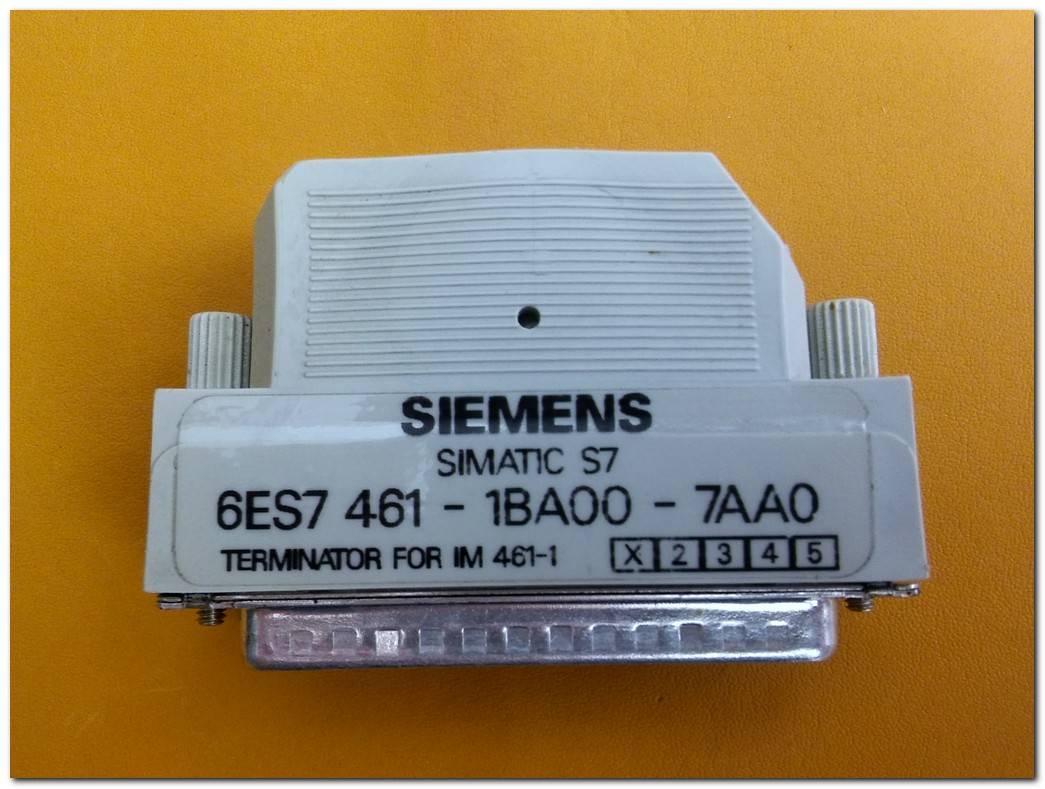 SIEMENS
SIMATIC S7
6ES7 461 - 1BA00 - 7AA0
TERMINATOR FOR IM 461-1 X 2 3 4 5